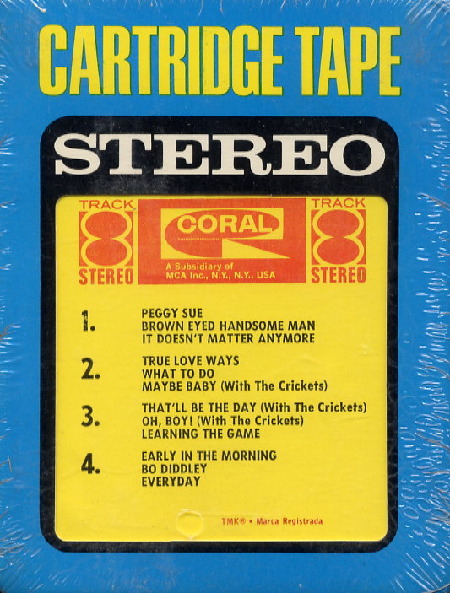 CARTRIDGE TAPE
STEREO
TRACK
8
STEREO
CORAL
A Subsidiary of
MCA Inc., N.Y., N.Y., USA
TRACK
8
STEREO
1. PEGGY SUE
BROWN EYED HANDSOME MAN
IT DOESN'T MATTER ANYMORE
2. TRUE LOVE WAYS
WHAT TO DO
MAYBE BABY (With The Crickets)
3. THAT'LL BE THE DAY (With The Crickets)
OH, BOY! (With The Crickets)
LEARNING THE GAME
4. EARLY IN THE MORNING
BO DIDDLEY
EVERYDAY
TMK® • Marca Registrada